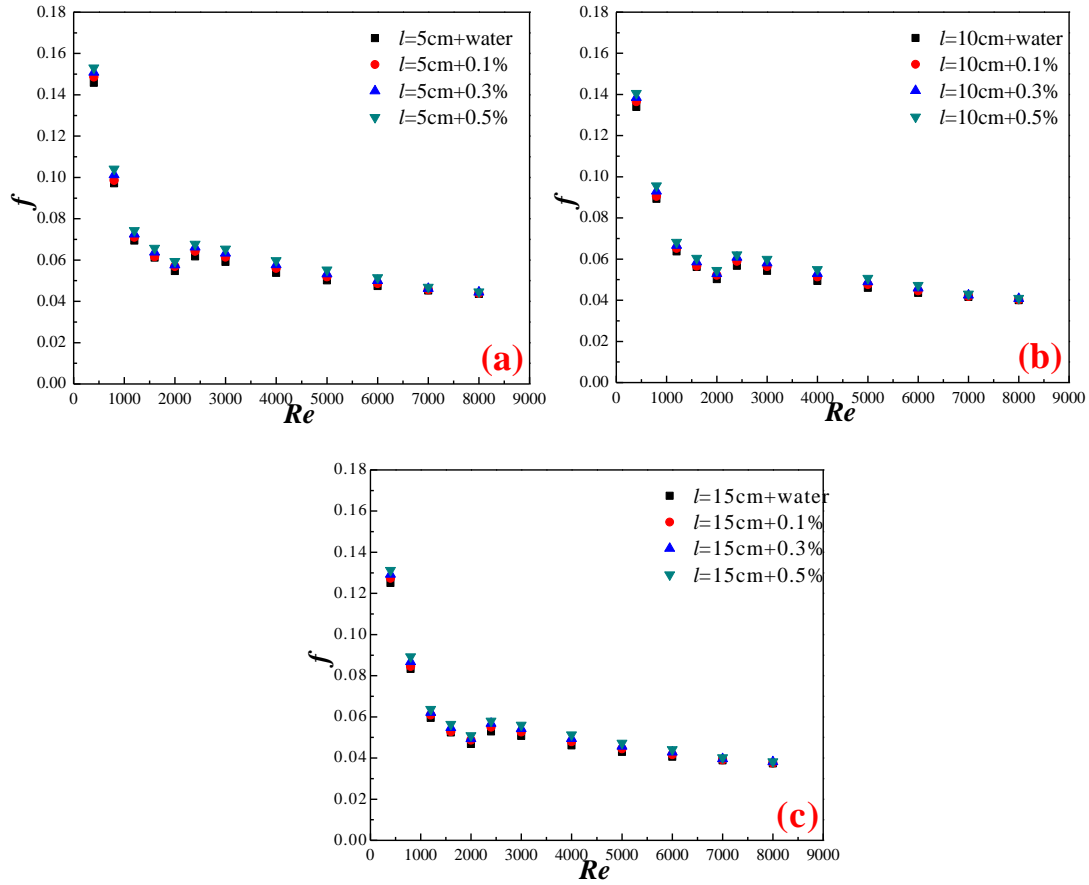 0.18
0.16
0.14
0.12
0.10
0.08
0.06
0.04
0.02
0.00
f
l=5cm+water
l=5cm+0.1%
l=5cm+0.3%
l=5cm+0.5%
(a)
0 1000 2000 3000 4000 5000 6000 7000 8000 9000
Re
0.18
0.16
0.14
0.12
0.10
0.08
0.06
0.04
0.02
0.00
f
l=10cm+water
l=10cm+0.1%
l=10cm+0.3%
l=10cm+0.5%
(b)
0 1000 2000 3000 4000 5000 6000 7000 8000 9000
Re
0.18
0.16
0.14
0.12
0.10
0.08
0.06
0.04
0.02
0.00
f
l=15cm+water
l=15cm+0.1%
l=15cm+0.3%
l=15cm+0.5%
(c)
0 1000 2000 3000 4000 5000 6000 7000 8000 9000
Re